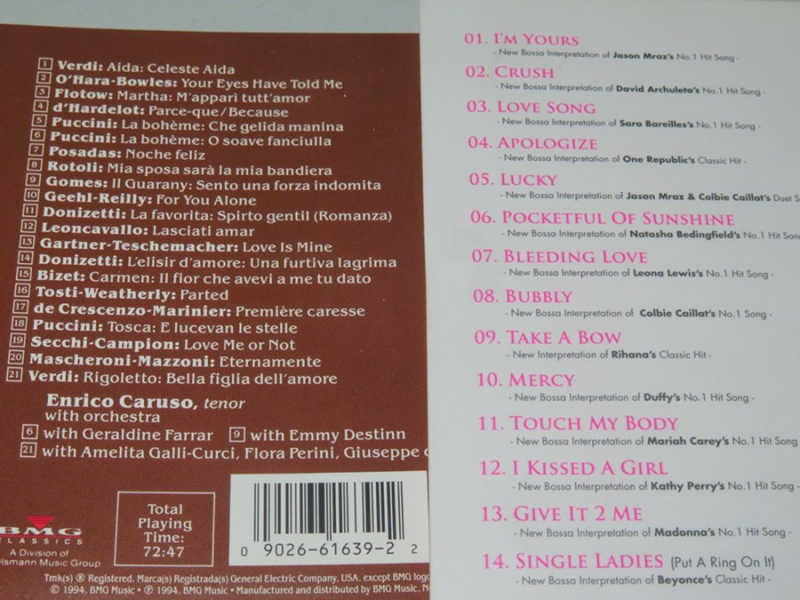 1 Verdi: Aida: Celeste Aida
2 O'Hara-Bowles: Your Eyes Have Told Me
3 Flotow: Martha: M'apparì tutt'amor
4 d'Hardelot: Parce-que/Because
5 Puccini: La bohème: Che gelida manina
6 Puccini: La bohème: O soave fanciulla
7 Posadas: Noche feliz
8 Rotoli: Mia sposa sarà la mia bandiera
9 Gomes: Il Guarany: Sento una forza indomita
10 Geehl-Reilly: For You Alone
11 Donizetti: La favorita: Spirto gentil (Romanza)
12 Leoncavallo: Lasciati amar
13 Gartner-Teschemacher: Love Is Mine
14 Donizetti: L'elisir d'amore: Una furtiva lagrima
15 Bizet: Carmen: Il fior che avevi a me tu dato
16 Tosti-Weatherly: Parted
17 de Crescenzo-Marinier: Première caresse
18 Puccini: Tosca: E lucevan le stelle
19 Secchi-Campion: Love Me or Not
20 Mascheroni-Mazzoni: Eternamente
21 Verdi: Rigoletto: Bella figlia dell'amore
Enrico Caruso, tenor
with orchestra
6 with Geraldine Farrar 9 with Emmy Destinn
21 with Amelita Galli-Curci, Flora Perini, Giuseppe
Total
Playing
Time:
72:47
0 9026-61639-2 2
BMG
CLASSICS
A Division of
Music Group
Tmk(s) ® Registered. Marca(s) Registrada(s) General Electric Company, USA, except BMG logo
© 1994, BMG Music • ℗ 1994, BMG Music • Manufactured and distributed by BMG Music,
01. I'm Yours
- New Bossa Interpretation of Jason Mraz's No.1 Hit Song -
02. Crush
- New Bossa Interpretation of David Archuleta's No.1 Hit Song -
03. Love Song
- New Bossa Interpretation of Sara Bareilles's No.1 Hit Song -
04. Apologize
- New Bossa Interpretation of One Republic's Classic Hit -
05. Lucky
- New Bossa Interpretation of Jason Mraz & Colbie Caillat's Duet S
06. Pocketful Of Sunshine
- New Bossa Interpretation of Natasha Bedingfield's No.1 Hit Song
07. Bleeding Love
- New Bossa Interpretation of Leona Lewis's No.1 Hit Song -
08. Bubbly
- New Bossa Interpretation of Colbie Caillat's No.1 Song -
09. Take A Bow
- New Interpretation of Rihana's Classic Hit -
10. Mercy
- New Bossa Interpretation of Duffy's No.1 Hit Song -
11. Touch My Body
- New Bossa Interpretation of Mariah Carey's No.1 Hit Song
12. I Kissed A Girl
- New Bossa Interpretation of Kathy Perry's No.1 Hit Song -
13. Give It 2 Me
- New Bossa Interpretation of Madonna's No.1 Hit Song -
14. Single Ladies (Put A Ring On It)
- New Bossa Interpretation of Beyonce's Classic Hit -